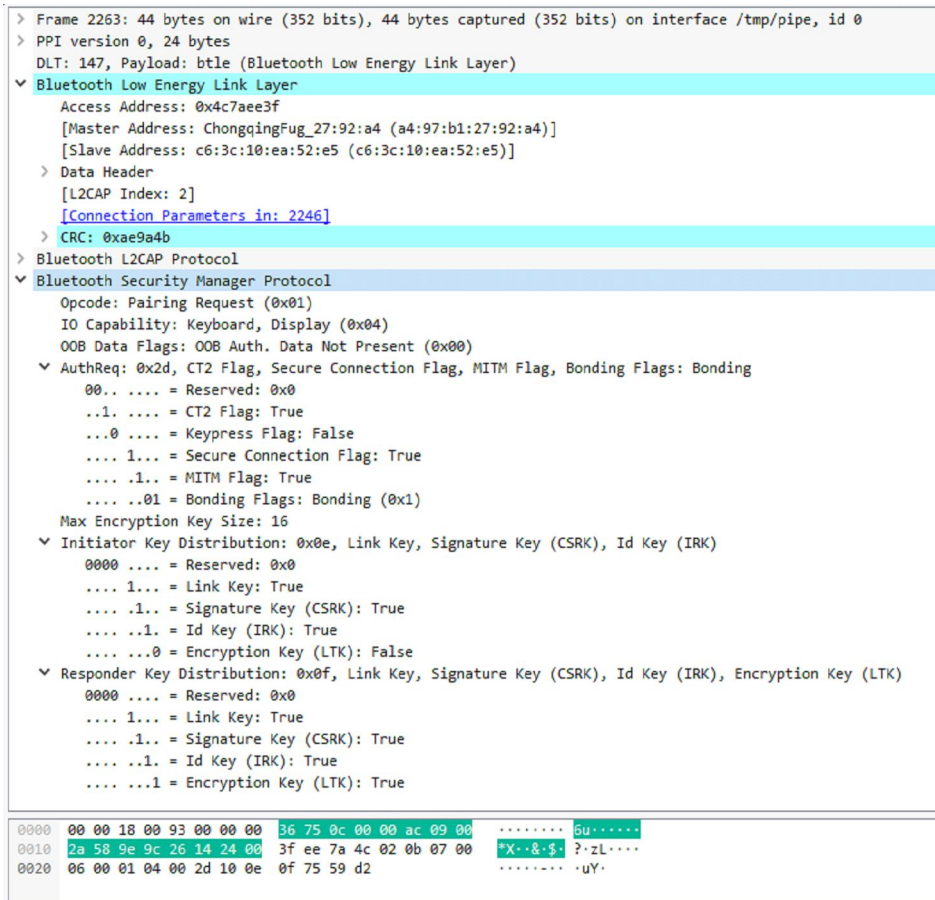 > Frame 2263: 44 bytes on wire (352 bits), 44 bytes captured (352 bits) on interface /tmp/pipe, id 0
> PPI version 0, 24 bytes
DLT: 147, Payload: btle (Bluetooth Low Energy Link Layer)
Bluetooth Low Energy Link Layer
Access Address: 0x4c7aee3f
[Master Address: ChongqingFug_27:92:a4 (a4:97:b1:27:92:a4)]
[Slave Address: c6:3c:10:ea:52:e5 (c6:3c:10:ea:52:e5)]
> Data Header
[L2CAP Index: 2]
[Connection Parameters in: 2246]
> CRC: 0xae9a4b
> Bluetooth L2CAP Protocol
Bluetooth Security Manager Protocol
Opcode: Pairing Request (0x01)
IO Capability: Keyboard, Display (0x04)
OOB Data Flags: OOB Auth. Data Not Present (0x00)
AuthReq: 0x2d, CT2 Flag, Secure Connection Flag, MITM Flag, Bonding Flags: Bonding
00.. .... = Reserved: 0x0
..1. .... = CT2 Flag: True
...0 .... = Keypress Flag: False
.... 1... = Secure Connection Flag: True
.... .1.. = MITM Flag: True
.... ..01 = Bonding Flags: Bonding (0x1)
Max Encryption Key Size: 16
Initiator Key Distribution: 0x0e, Link Key, Signature Key (CSRK), Id Key (IRK)
0000 .... = Reserved: 0x0
.... 1... = Link Key: True
.... .1.. = Signature Key (CSRK): True
.... ..1. = Id Key (IRK): True
.... ...0 = Encryption Key (LTK): False
Responder Key Distribution: 0x0f, Link Key, Signature Key (CSRK), Id Key (IRK), Encryption Key (LTK)
0000 .... = Reserved: 0x0
.... 1... = Link Key: True
.... .1.. = Signature Key (CSRK): True
.... ..1. = Id Key (IRK): True
.... ...1 = Encryption Key (LTK): True
0000 00 00 18 00 93 00 00 00 36 75 0c 00 00 ac 09 00 ········ 6u······
0010 2a 58 9e 9c 26 14 24 00 3f ee 7a 4c 02 0b 07 00 *X··&·$· ?·zL····
0020 06 00 01 04 00 2d 10 0e 0f 75 59 d2 ·····-·· ·uY·